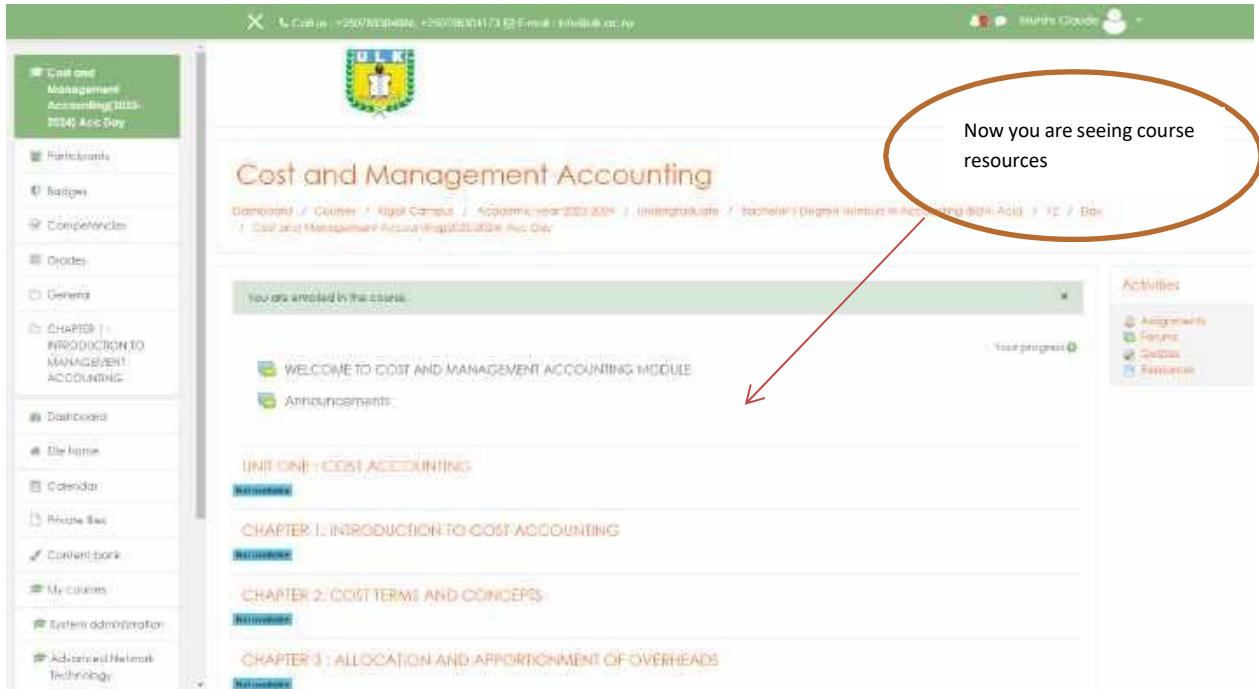 Call us : +250788304084, +250788304173 E-mail : info@ulk.ac.rw
Claude
ULK
Cost and
Management
Accounting(2023-
2024) Acc Day
Participants
Badges
Competencies
Grades
General
CHAPTER 1 -
INTRODUCTION TO
MANAGEMENT
ACCOUNTING
Dashboard
Site home
Calendar
Private files
Content bank
My courses
System administration
Advanced Network
Technology
Now you are seeing course
resources
Cost and Management Accounting
Dashboard / Courses / Kigali Campus / Academic year 2023-2024 / Undergraduate / Bachelor's Degree Honours in Accounting / Y2 / Day
/ Cost and Management Accounting(2023-2024) Acc Day
You are enrolled in the course.
×
Your progress
WELCOME TO COST AND MANAGEMENT ACCOUNTING MODULE
Announcements
UNIT ONE : COST ACCOUNTING
Not available
CHAPTER 1: INTRODUCTION TO COST ACCOUNTING
Not available
CHAPTER 2: COST TERMS AND CONCEPTS
Not available
CHAPTER 3 : ALLOCATION AND APPORTIONMENT OF OVERHEADS
Not available
Activities
Assignments
Forums
Quizzes
Resources